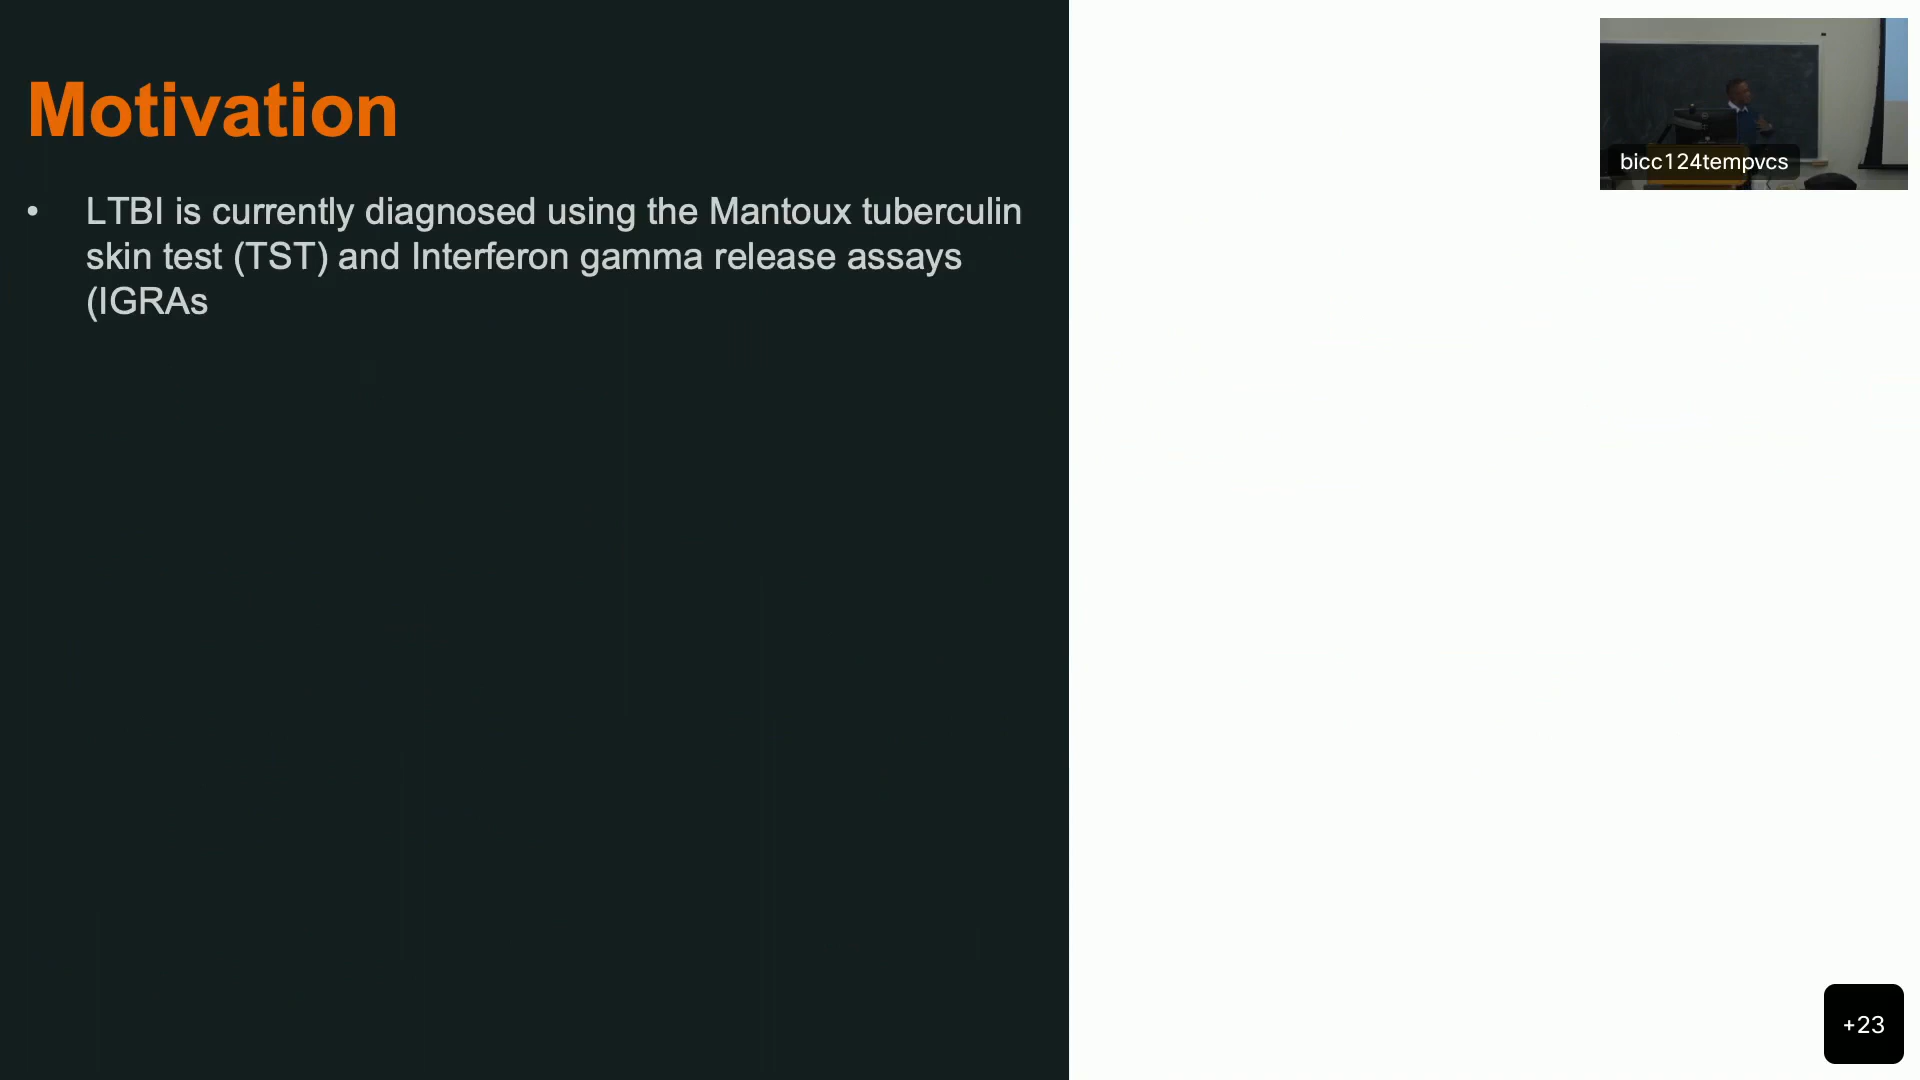 Motivation
• LTBI is currently diagnosed using the Mantoux tuberculin
skin test (TST) and Interferon gamma release assays
(IGRAs
bicc124tempvcs
+23